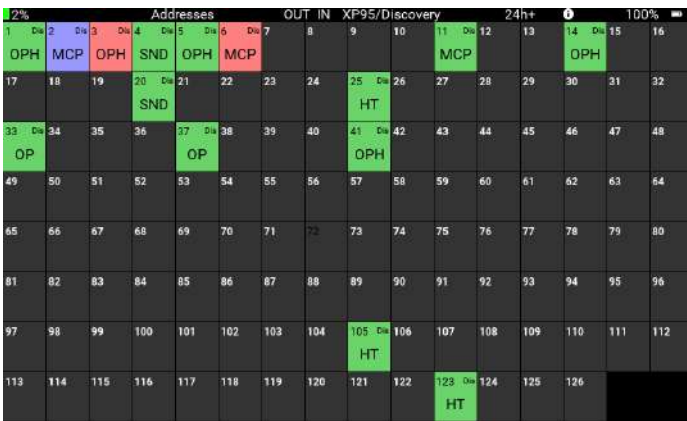 2% Addresses OUT IN XP95/Discovery 24h+ i 100%
1 Dis 2 Dis 3 Dis 4 Dis 5 Dis 6 Dis 7 8 9 10 11 Dis 12 13 14 Dis 15 16
OPH MCP OPH SND OPH MCP MCP OPH
17 18 19 20 Dis 21 22 23 24 25 Dis 26 27 28 29 30 31 32
SND HT
33 Dis 34 35 36 37 Dis 38 39 40 41 Dis 42 43 44 45 46 47 48
OP OP OPH
49 50 51 52 53 54 55 56 57 58 59 60 61 62 63 64
65 66 67 68 69 70 71 72 73 74 75 76 77 78 79 80
81 82 83 84 85 86 87 88 89 90 91 92 93 94 95 96
97 98 99 100 101 102 103 104 105 Dis 106 107 108 109 110 111 112
HT
113 114 115 116 117 118 119 120 121 122 123 Dis 124 125 126
HT